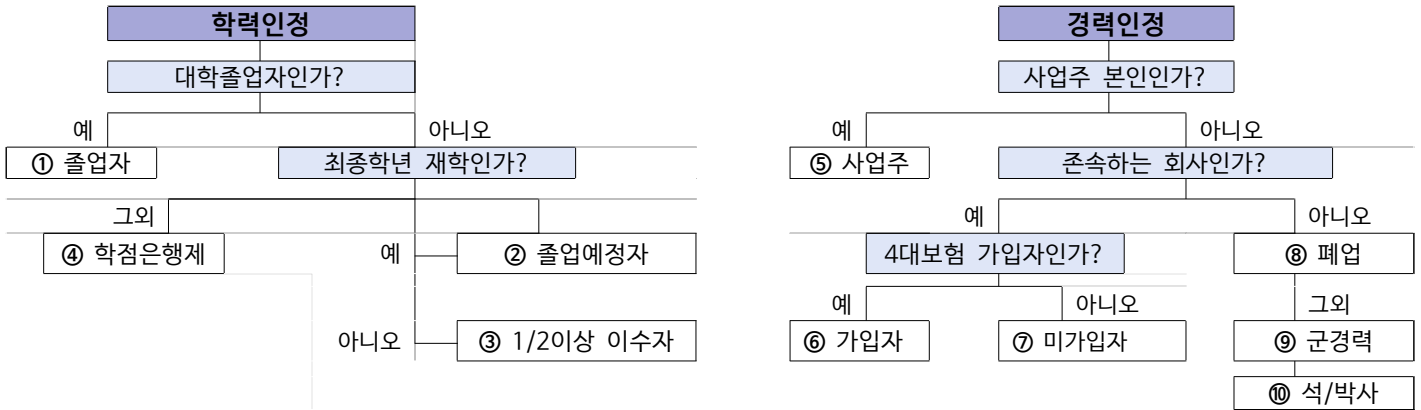 학력인정
대학졸업자인가?
예 아니오
① 졸업자 최종학년 재학인가?
그외
④ 학점은행제 예 ② 졸업예정자
아니오 ③ 1/2이상 이수자
경력인정
사업주 본인인가?
예 아니오
⑤ 사업주 존속하는 회사인가?
예 아니오
4대보험 가입자인가? ⑧ 폐업
예 아니오 그외
⑥ 가입자 ⑦ 미가입자 ⑨ 군경력
⑩ 석/박사